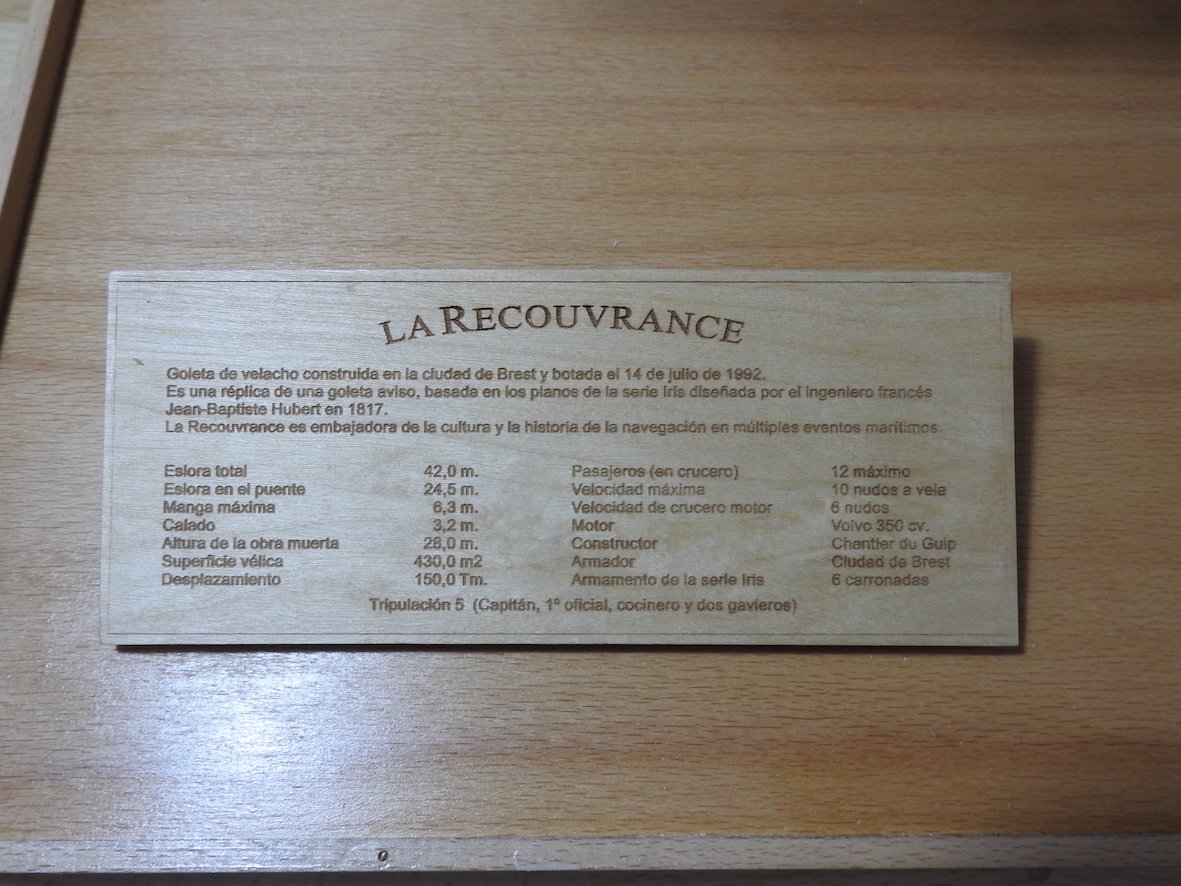 LA RECOUVRANCE
Goleta de velacho construida en la ciudad de Brest y botada el 14 de julio de 1992.
Es una réplica de una goleta aviso, basada en los planos de la serie Iris diseñada por el ingeniero francés
Jean-Baptiste Hubert en 1817.
La Recouvrance es embajadora de la cultura y la historia de la navegación en múltiples eventos marítimos.
Eslora total 42,0 m. Pasajeros (en crucero) 12 máximo
Eslora en el puente 24,5 m. Velocidad máxima 10 nudos a vela
Manga máxima 6,3 m. Velocidad de crucero motor 6 nudos
Calado 3,2 m. Motor Volvo 350 cv.
Altura de la obra muerta 28,0 m. Constructor Chantier du Guip
Superficie vélica 430,0 m2 Armador Ciudad de Brest
Desplazamiento 150,0 Tm. Armamento de la serie Iris 6 carronadas
Tripulación 5 (Capitán, 1º oficial, cocinero y dos gavieros)